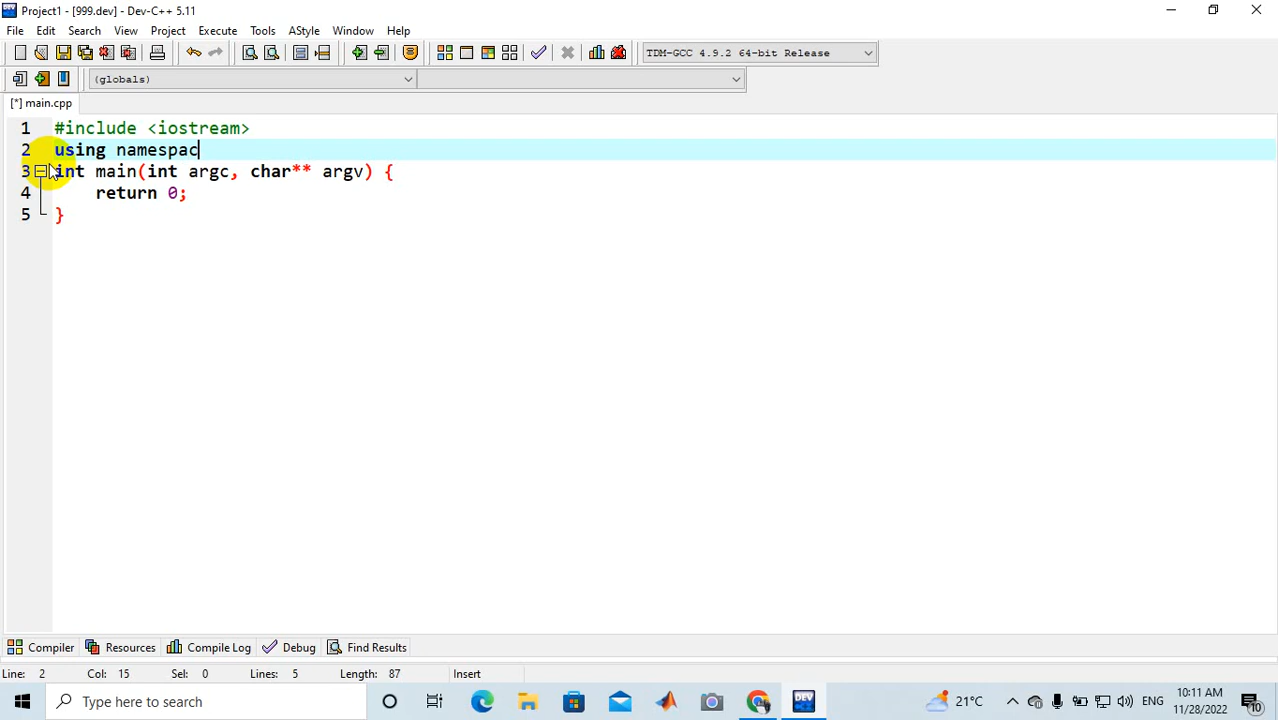 Project1 - [999.dev] - Dev-C++ 5.11
File Edit Search View Project Execute Tools AStyle Window Help
TDM-GCC 4.9.2 64-bit Release
(globals)
[*] main.cpp
1 #include <iostream>
2 using namespac
3 int main(int argc, char** argv) {
4 return 0;
5 }
Compiler Resources Compile Log Debug Find Results
Line: 2 Col: 15 Sel: 0 Lines: 5 Length: 87 Insert
Type here to search
DEV
21°C ENG 10:11 AM
11/28/2022 10